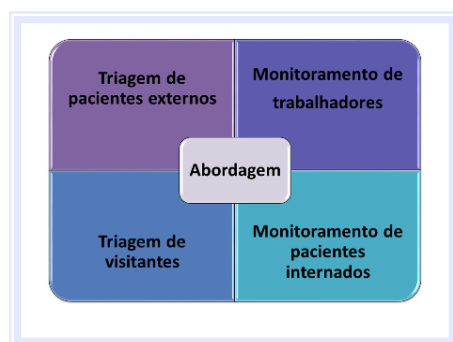 Triagem de
pacientes externos
Monitoramento de
trabalhadores
Abordagem
Triagem de
visitantes
Monitoramento de
pacientes
internados